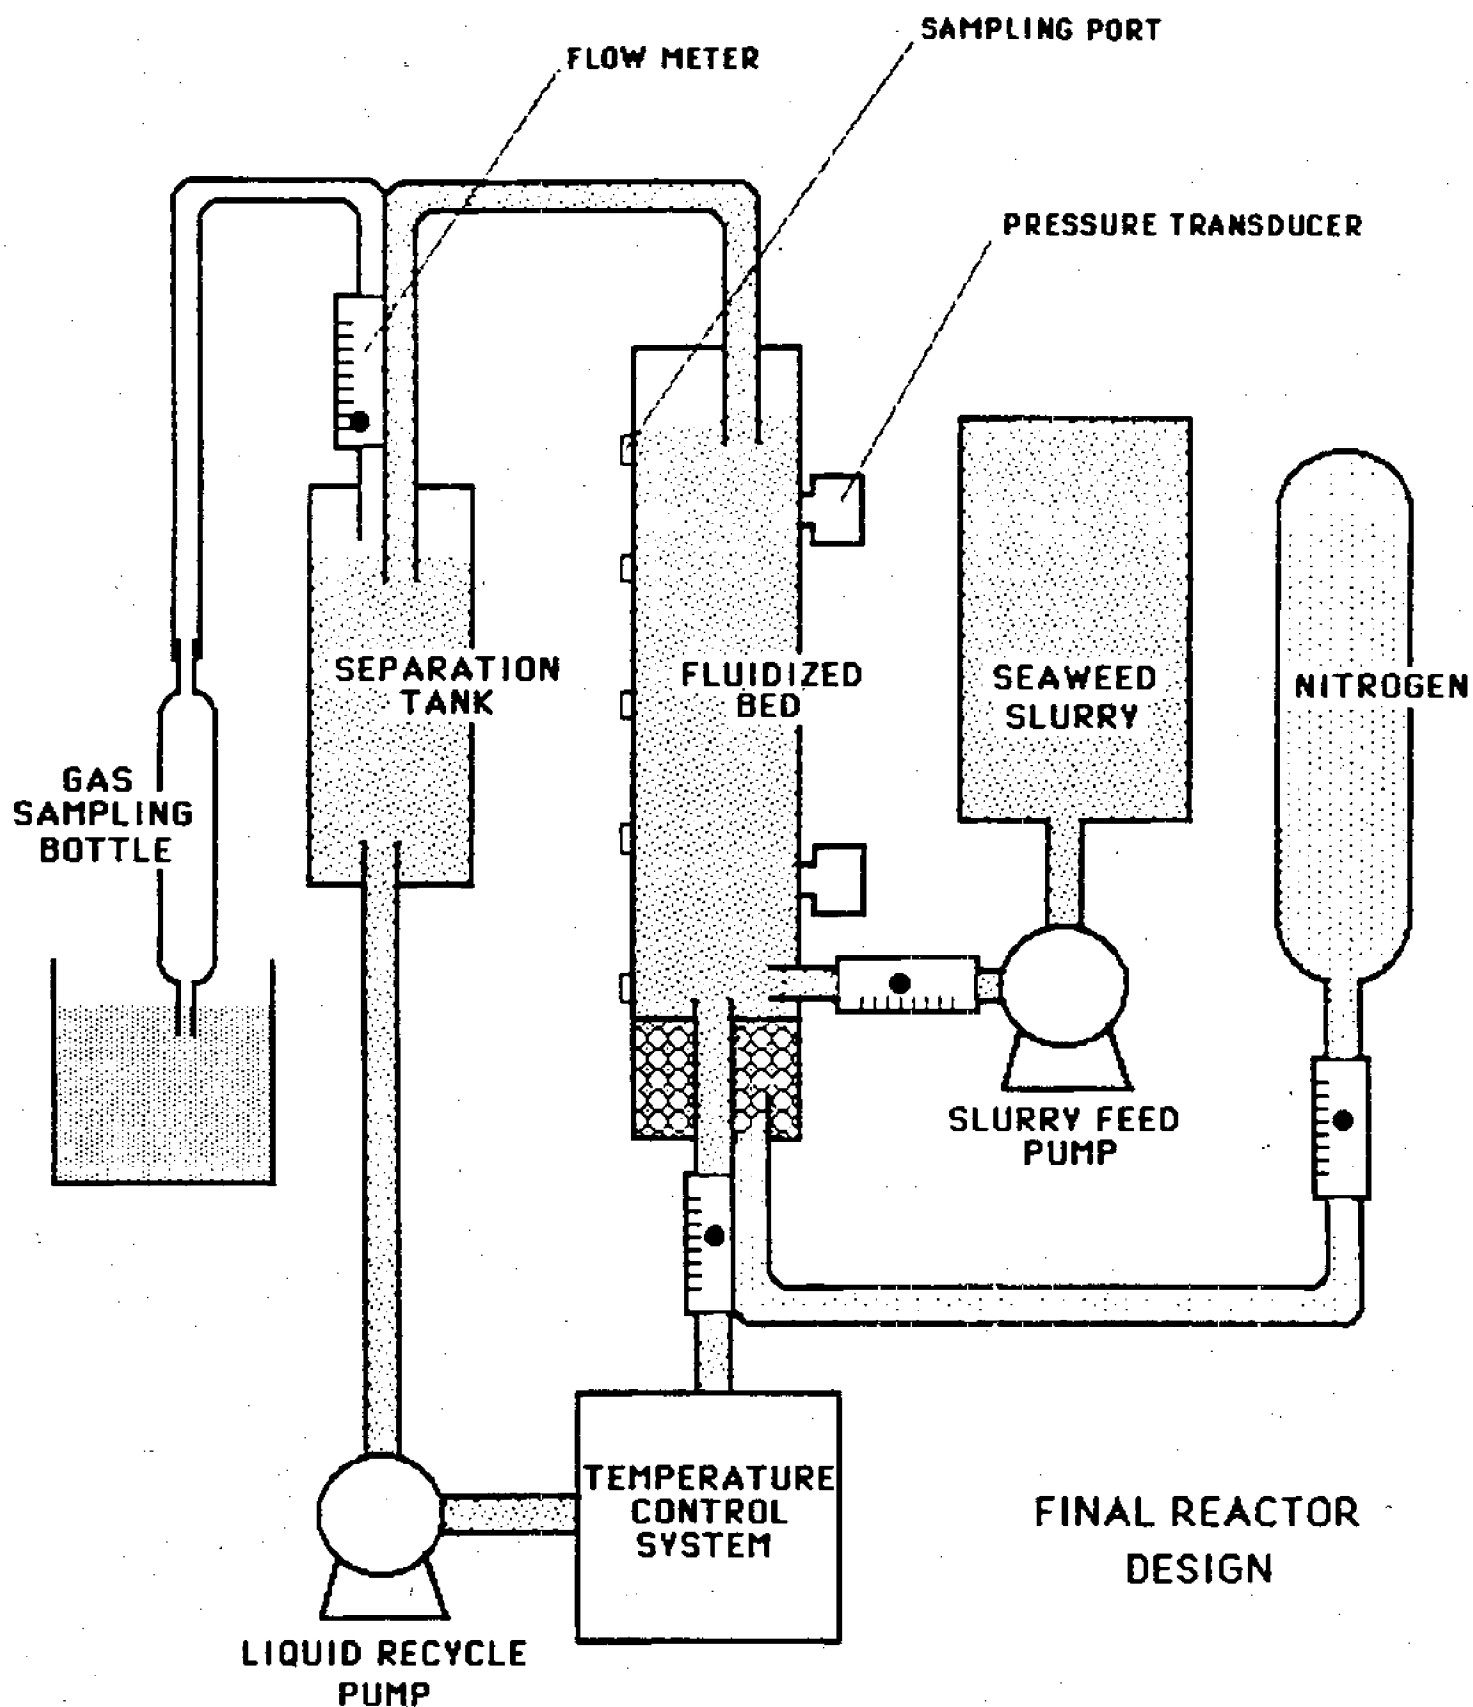 SAMPLING PORT
FLOW METER
PRESSURE TRANSDUCER
SEPARATION
TANK
FLUIDIZED
BED
SEAWEED
SLURRY
NITROGEN
GAS
SAMPLING
BOTTLE
SLURRY FEED
PUMP
TEMPERATURE
CONTROL
SYSTEM
FINAL REACTOR
DESIGN
LIQUID RECYCLE
PUMP